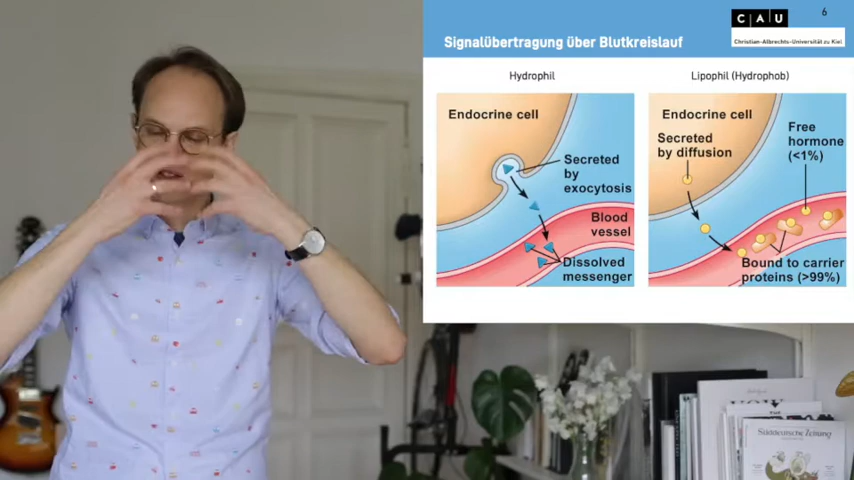 6
C A U
Christian-Albrechts-Universität zu Kiel
Signalübertragung über Blutkreislauf
Hydrophil
Endocrine cell
Secreted
by
exocytosis
Blood
vessel
Dissolved
messenger
Lipophil (Hydrophob)
Endocrine cell
Secreted
by diffusion
Free
hormone
(<1%)
Bound to carrier
proteins (>99%)
Süddeutsche Zeitung